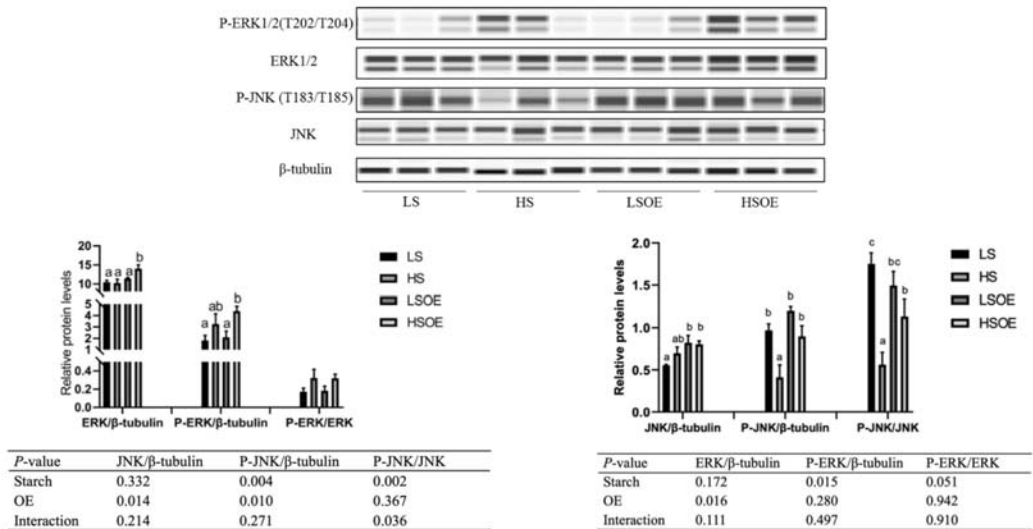 P-ERK1/2(T202/T204)
ERK1/2
P-JNK (T183/T185)
JNK
β-tubulin
LS HS LSOE HSOE
Relative protein levels
20
15
10
5
4
3
2
1
0.4
0.2
0.0
a a a b
a ab a b
ERK/β-tubulin P-ERK/β-tubulin P-ERK/ERK
LS
HS
LSOE
HSOE
Relative protein levels
2.0
1.5
1.0
0.5
0.0
a ab b b
b a b b
c a bc b
JNK/β-tubulin P-JNK/β-tubulin P-JNK/JNK
LS
HS
LSOE
HSOE
P-value JNK/β-tubulin P-JNK/β-tubulin P-JNK/JNK
Starch 0.332 0.004 0.002
OE 0.014 0.010 0.367
Interaction 0.214 0.271 0.036
P-value ERK/β-tubulin P-ERK/β-tubulin P-ERK/ERK
Starch 0.172 0.015 0.051
OE 0.016 0.280 0.942
Interaction 0.111 0.497 0.910